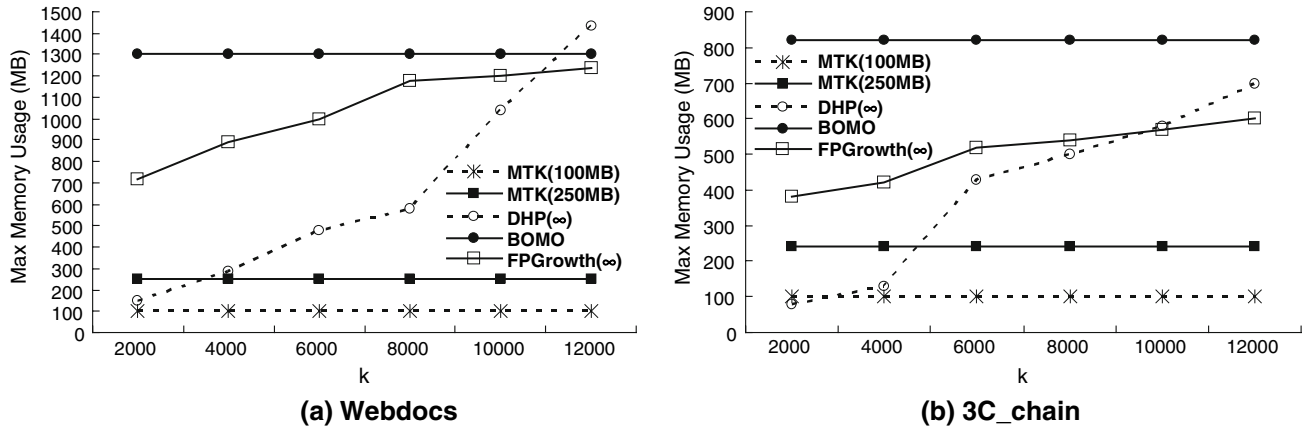 Max Memory Usage (MB)
1500
1400
1300
1200
1100
1000
900
800
700
600
500
400
300
200
100
0
2000 4000 6000 8000 10000 12000
k
MTK(100MB)
MTK(250MB)
DHP(∞)
BOMO
FPGrowth(∞)
(a) Webdocs
Max Memory Usage (MB)
900
800
700
600
500
400
300
200
100
0
2000 4000 6000 8000 10000 12000
k
MTK(100MB)
MTK(250MB)
DHP(∞)
BOMO
FPGrowth(∞)
(b) 3C_chain